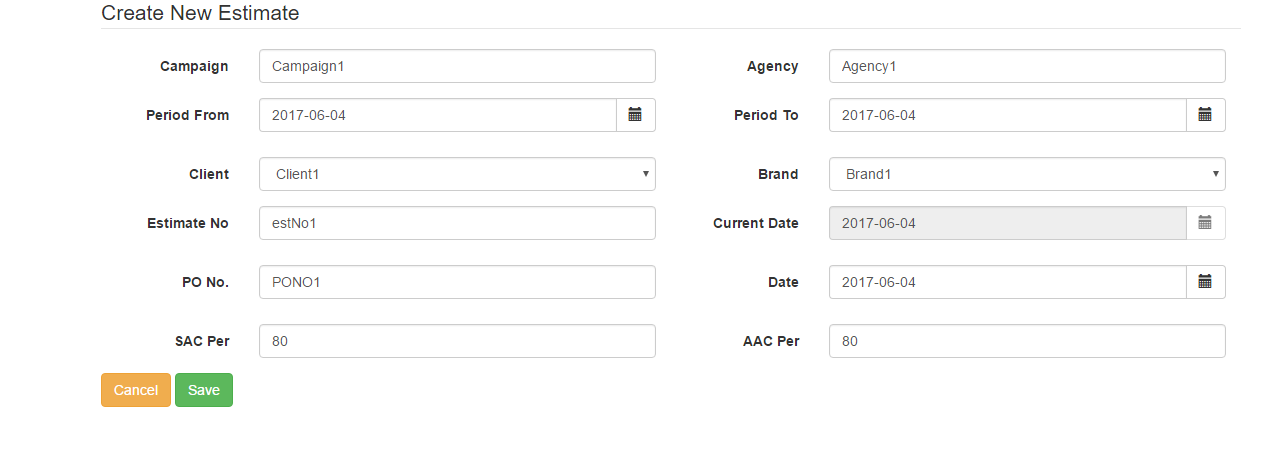 Create New Estimate
Campaign Campaign1 Agency Agency1
Period From 2017-06-04 Period To 2017-06-04
Client Client1 Brand Brand1
Estimate No estNo1 Current Date 2017-06-04
PO No. PONO1 Date 2017-06-04
SAC Per 80 AAC Per 80
Cancel Save